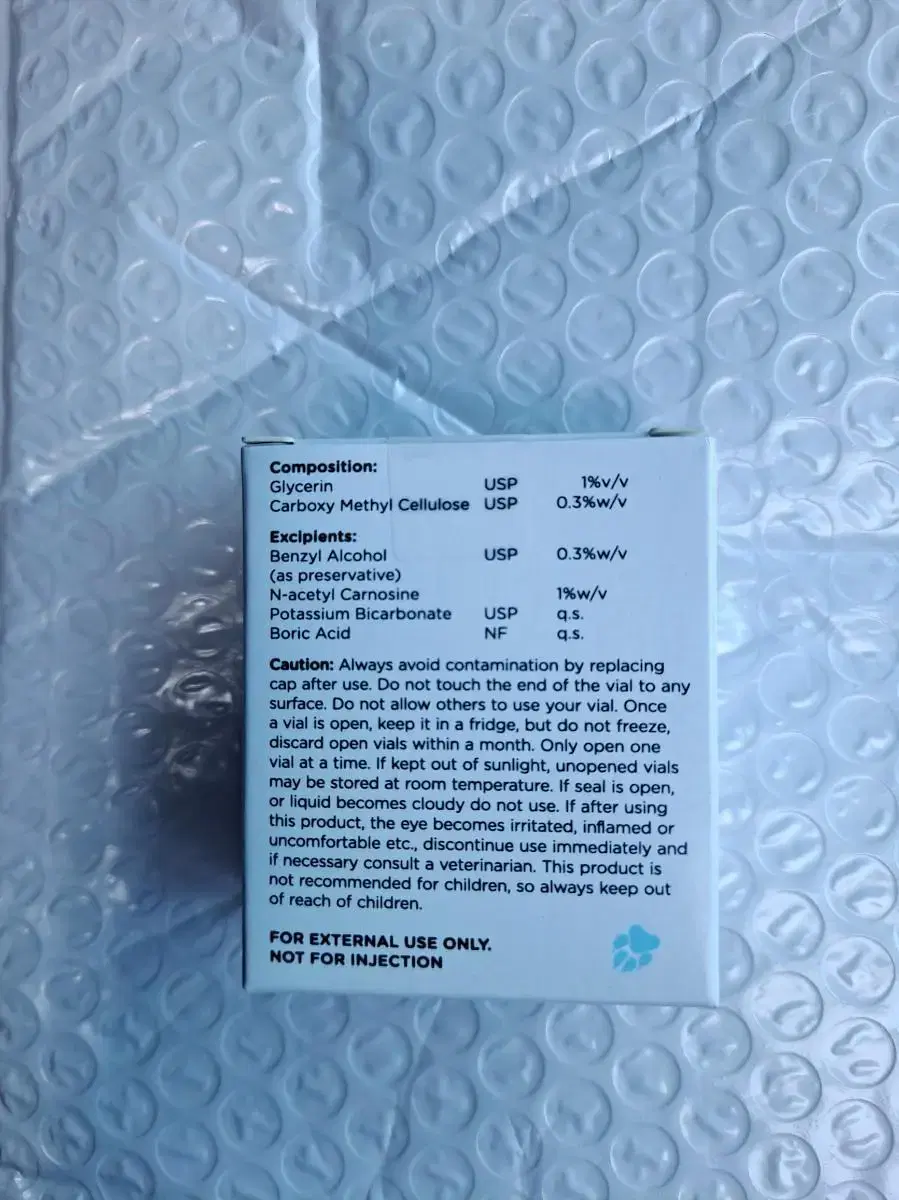 Composition:
Glycerin USP 1%v/v
Carboxy Methyl Cellulose USP 0.3%w/v
Excipients:
Benzyl Alcohol USP 0.3%w/v
(as preservative)
N-acetyl Carnosine 1%w/v
Potassium Bicarbonate USP q.s.
Boric Acid NF q.s.
Caution: Always avoid contamination by replacing
cap after use. Do not touch the end of the vial to any
surface. Do not allow others to use your vial. Once
a vial is open, keep it in a fridge, but do not freeze,
discard open vials within a month. Only open one
vial at a time. If kept out of sunlight, unopened vials
may be stored at room temperature. If seal is open,
or liquid becomes cloudy do not use. If after using
this product, the eye becomes irritated, inflamed or
uncomfortable etc., discontinue use immediately and
if necessary consult a veterinarian. This product is
not recommended for children, so always keep out
of reach of children.
FOR EXTERNAL USE ONLY.
NOT FOR INJECTION